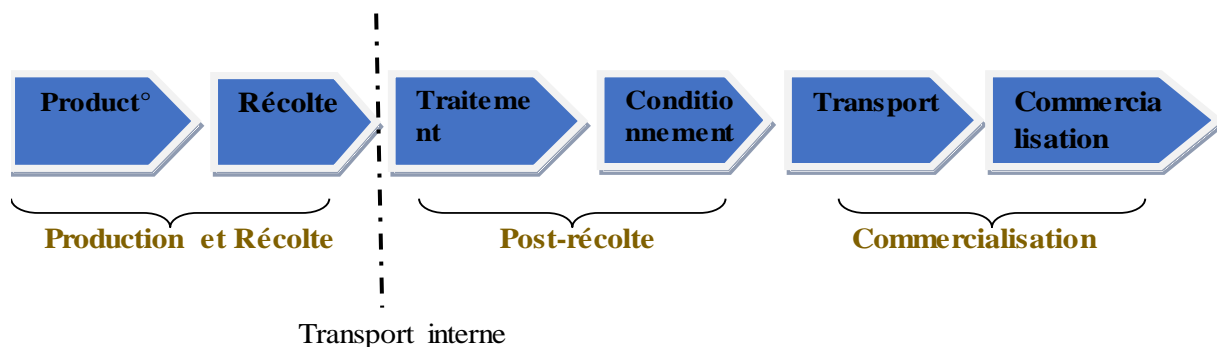 Product°
Récolte
Traiteme
nt
Conditio
nnement
Transport
Commercia
lisation
Production et Récolte
Post-récolte
Commercialisation
Transport interne